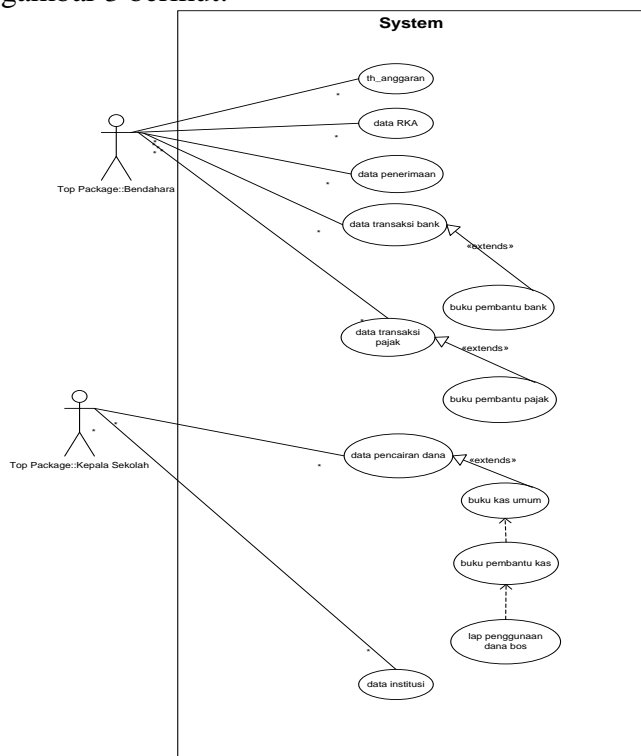 gambar 3 berikut.
System
th_anggaran
data RKA
Top Package::Bendahara
data penerimaan
data transaksi bank
«extends»
buku pembantu bank
data transaksi
pajak
«extends»
buku pembantu pajak
Top Package::Kepala Sekolah
data pencairan dana
«extends»
buku kas umum
buku pembantu kas
lap penggunaan
dana bos
data institusi